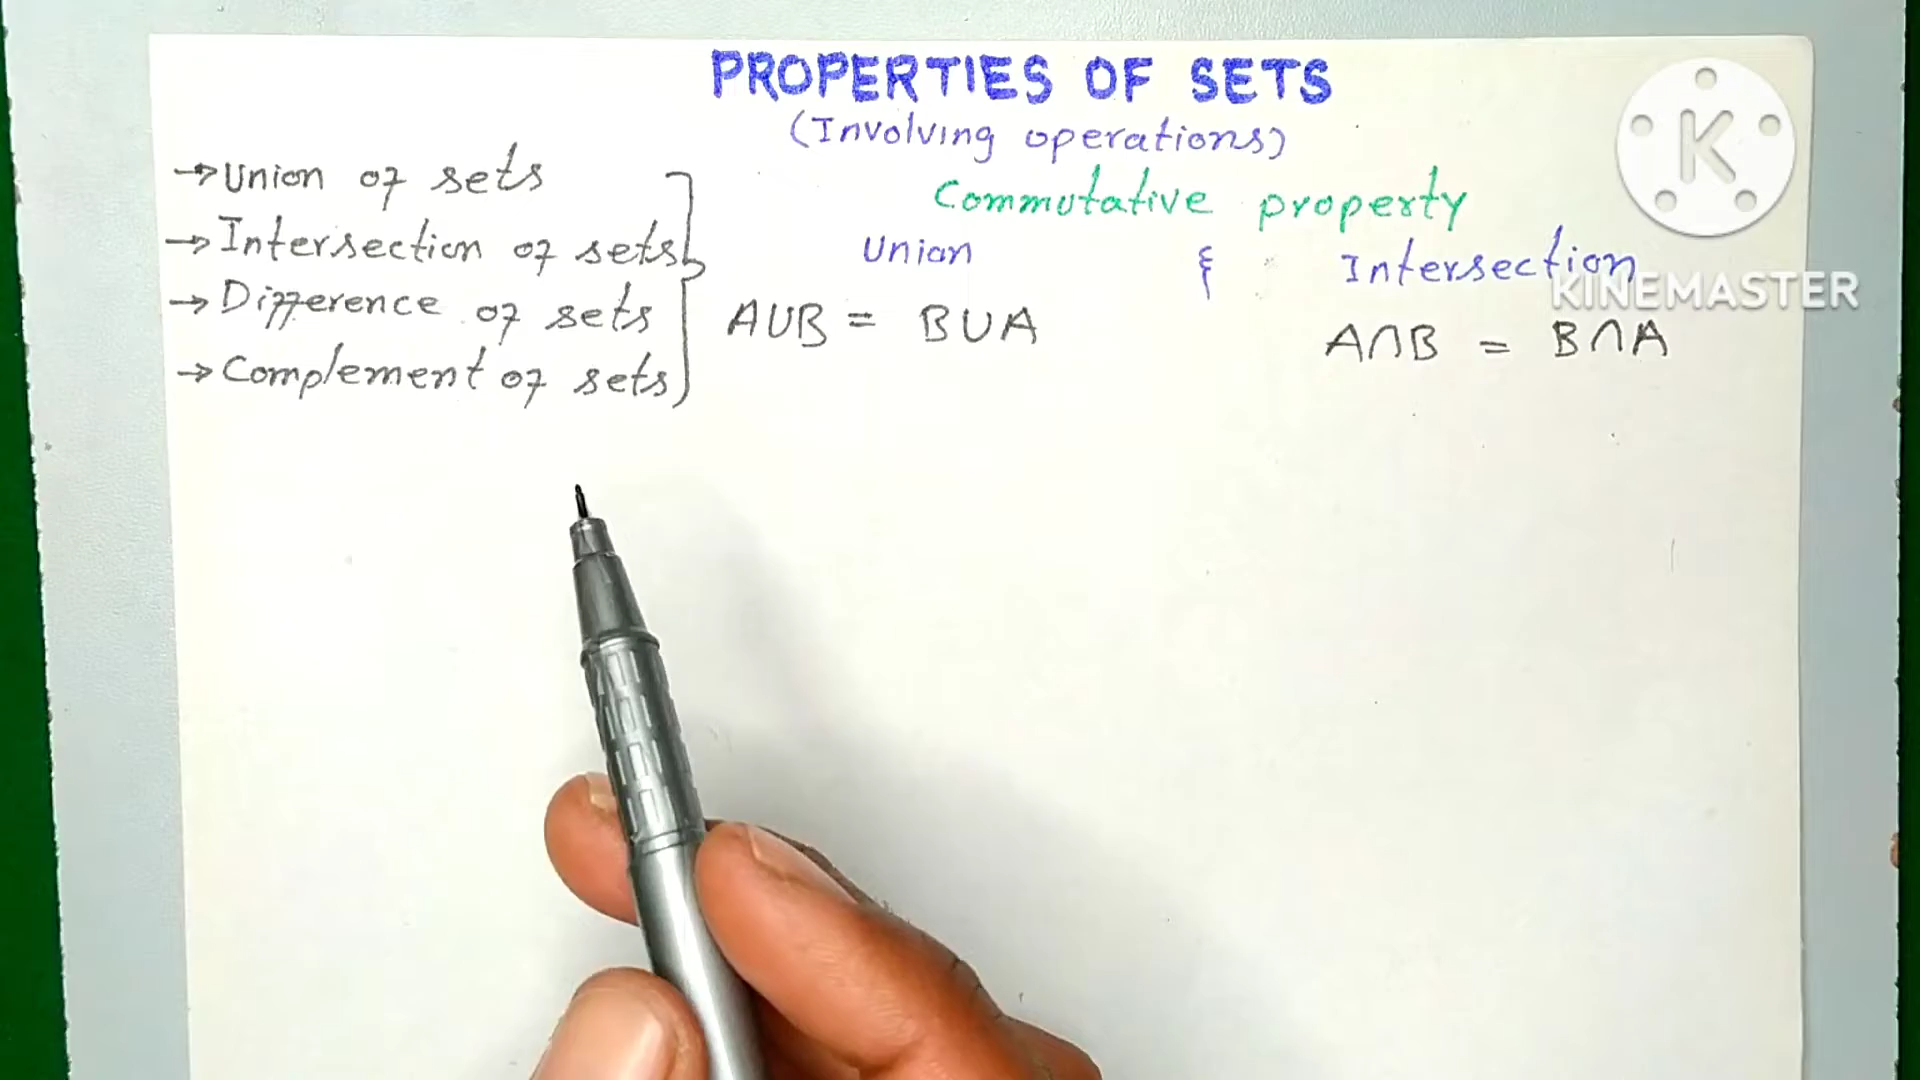 PROPERTIES OF SETS
(Involving operations)
→Union of sets
→Intersection of sets
→Difference of sets
→Complement of sets
Commutative property
Union & Intersection
A∪B = B∪A
A∩B = B∩A
K
KINEMASTER